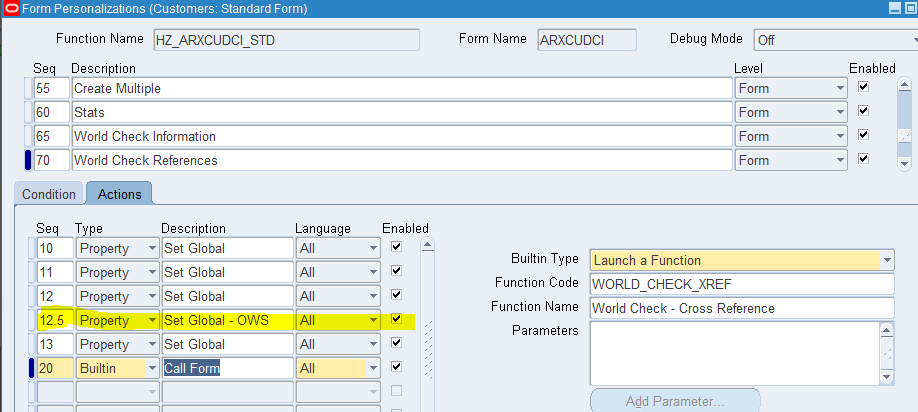 Form Personalizations (Customers: Standard Form)
Function Name HZ_ARXCUDCI_STD Form Name ARXCUDCI Debug Mode Off
Seq Description Level Enabled
55 Create Multiple Form
60 Stats Form
65 World Check Information Form
70 World Check References Form
Condition Actions
Seq Type Description Language Enabled
10 Property Set Global All
11 Property Set Global All
12 Property Set Global All
12.5 Property Set Global - OWS All
13 Property Set Global All
20 Builtin Call Form All
Builtin Type Launch a Function
Function Code WORLD_CHECK_XREF
Function Name World Check - Cross Reference
Parameters
Add Parameter...